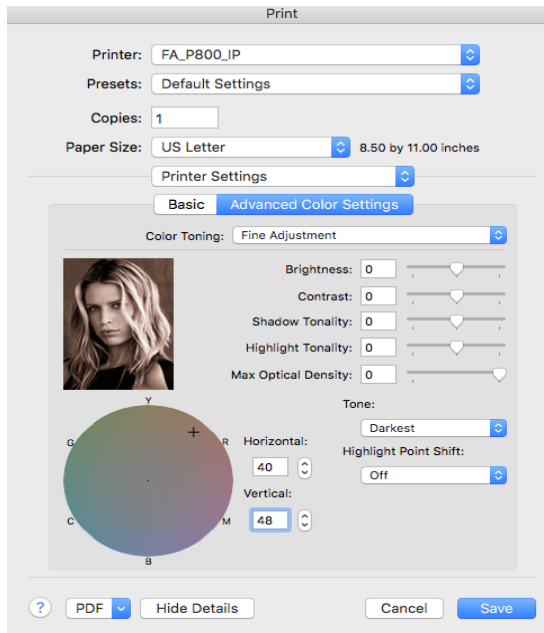 Print
Printer: FA_P800_IP
Presets: Default Settings
Copies: 1
Paper Size: US Letter 8.50 by 11.00 inches
Printer Settings
Basic Advanced Color Settings
Color Toning: Fine Adjustment
Brightness: 0
Contrast: 0
Shadow Tonality: 0
Highlight Tonality: 0
Max Optical Density: 0
Y
G
R
C
M
B
Horizontal:
40
Vertical:
48
Tone:
Darkest
Highlight Point Shift:
Off
? PDF Hide Details Cancel Save